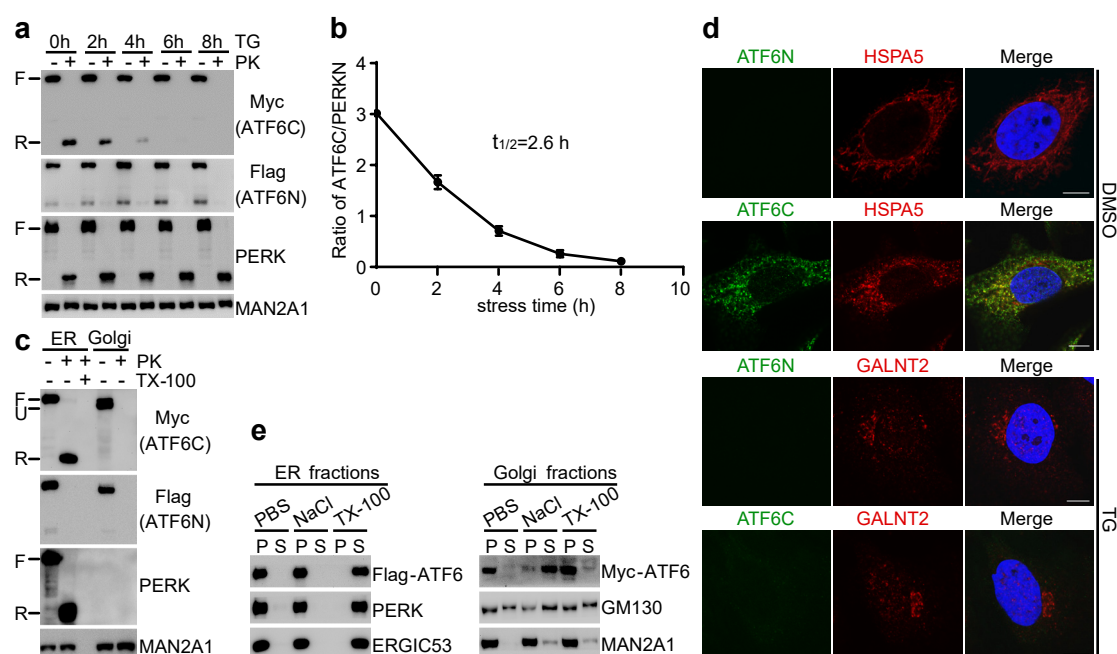 a
0h 2h 4h 6h 8h TG
- + - + - + - + - + PK
F
Myc
(ATF6C)
R
Flag
(ATF6N)
F
PERK
R
MAN2A1
b
Ratio of ATF6C/PERKN
4
3
2
1
0
t1/2=2.6 h
0 2 4 6 8 10
stress time (h)
c
ER Golgi
- + + - + PK
- - + - - TX-100
F
U
Myc
(ATF6C)
R
Flag
(ATF6N)
F
PERK
R
MAN2A1
d
ATF6N HSPA5 Merge
ATF6C HSPA5 Merge
DMSO
ATF6N GALNT2 Merge
ATF6C GALNT2 Merge
TG
e
ER fractions
PBS NaCl TX-100
P S P S P S
Flag-ATF6
PERK
ERGIC53
Golgi fractions
PBS NaCl TX-100
P S P S P S
Myc-ATF6
GM130
MAN2A1